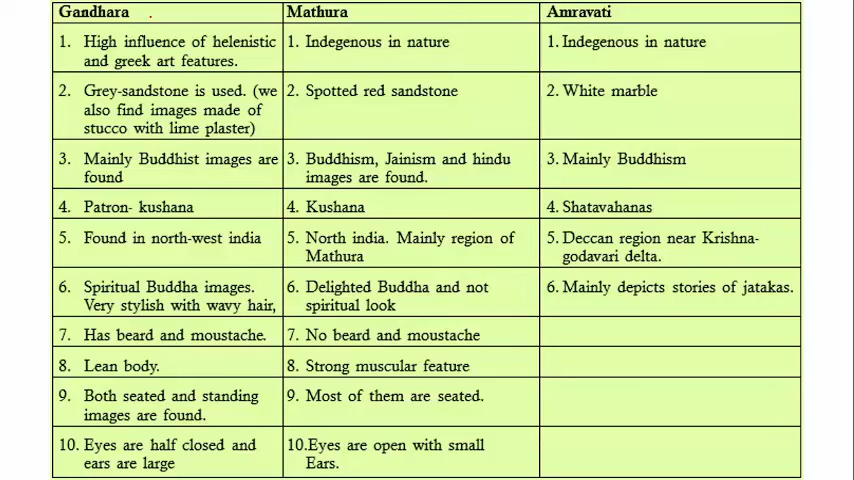 Gandhara
Mathura
Amravati
1. High influence of helenistic
and greek art features.
1. Indegenous in nature
1. Indegenous in nature
2. Grey-sandstone is used. (we
also find images made of
stucco with lime plaster)
2. Spotted red sandstone
2. White marble
3. Mainly Buddhist images are
found
3. Buddhism, Jainism and hindu
images are found.
3. Mainly Buddhism
4. Patron- kushana
4. Kushana
4. Shatavahanas
5. Found in north-west india
5. North india. Mainly region of
Mathura
5. Deccan region near Krishna-
godavari delta.
6. Spiritual Buddha images.
Very stylish with wavy hair,
6. Delighted Buddha and not
spiritual look
6. Mainly depicts stories of jatakas.
7. Has beard and moustache.
7. No beard and moustache
8. Lean body.
8. Strong muscular feature
9. Both seated and standing
images are found.
9. Most of them are seated.
10. Eyes are half closed and
ears are large
10.Eyes are open with small
Ears.